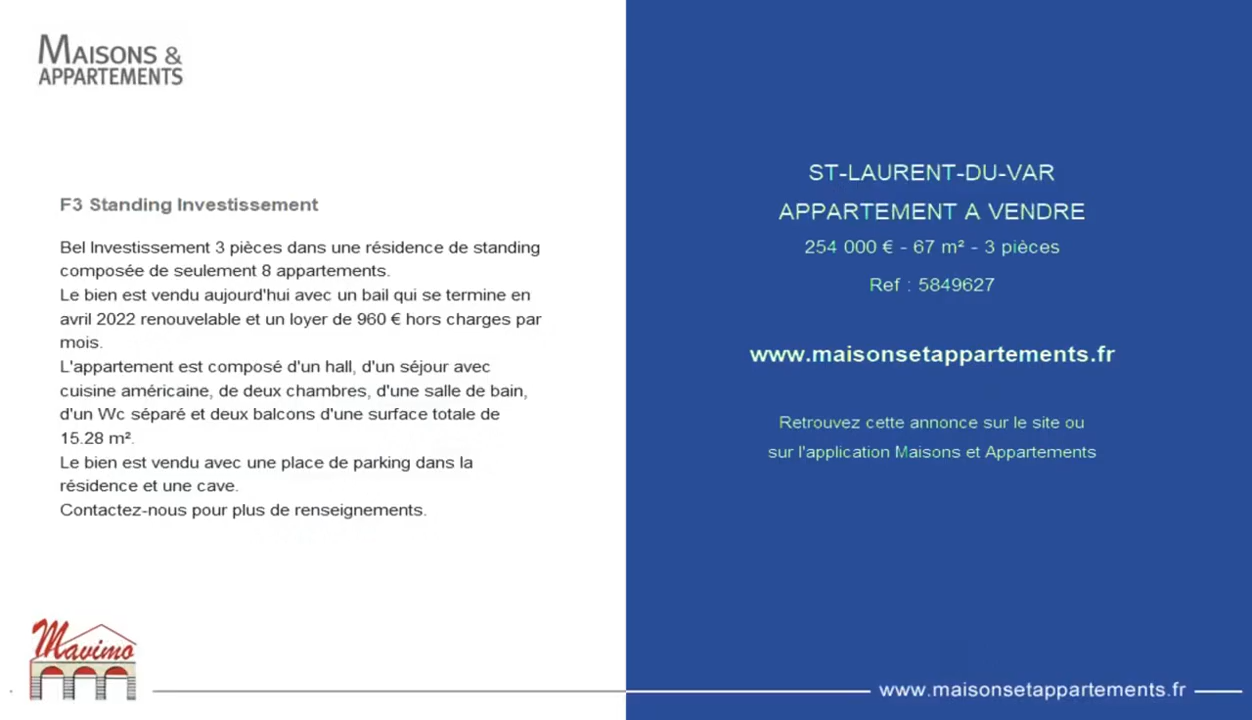 MAISONS &
APPARTEMENTS
F3 Standing Investissement
Bel Investissement 3 pièces dans une résidence de standing
composée de seulement 8 appartements.
Le bien est vendu aujourd'hui avec un bail qui se termine en
avril 2022 renouvelable et un loyer de 960 € hors charges par
mois.
L'appartement est composé d'un hall, d'un séjour avec
cuisine américaine, de deux chambres, d'une salle de bain,
d'un Wc séparé et deux balcons d'une surface totale de
15.28 m².
Le bien est vendu avec une place de parking dans la
résidence et une cave.
Contactez-nous pour plus de renseignements.
Mavimo
ST-LAURENT-DU-VAR
APPARTEMENT A VENDRE
254 000 € - 67 m² - 3 pièces
Ref : 5849627
www.maisonsetappartements.fr
Retrouvez cette annonce sur le site ou
sur l'application Maisons et Appartements
www.maisonsetappartements.fr